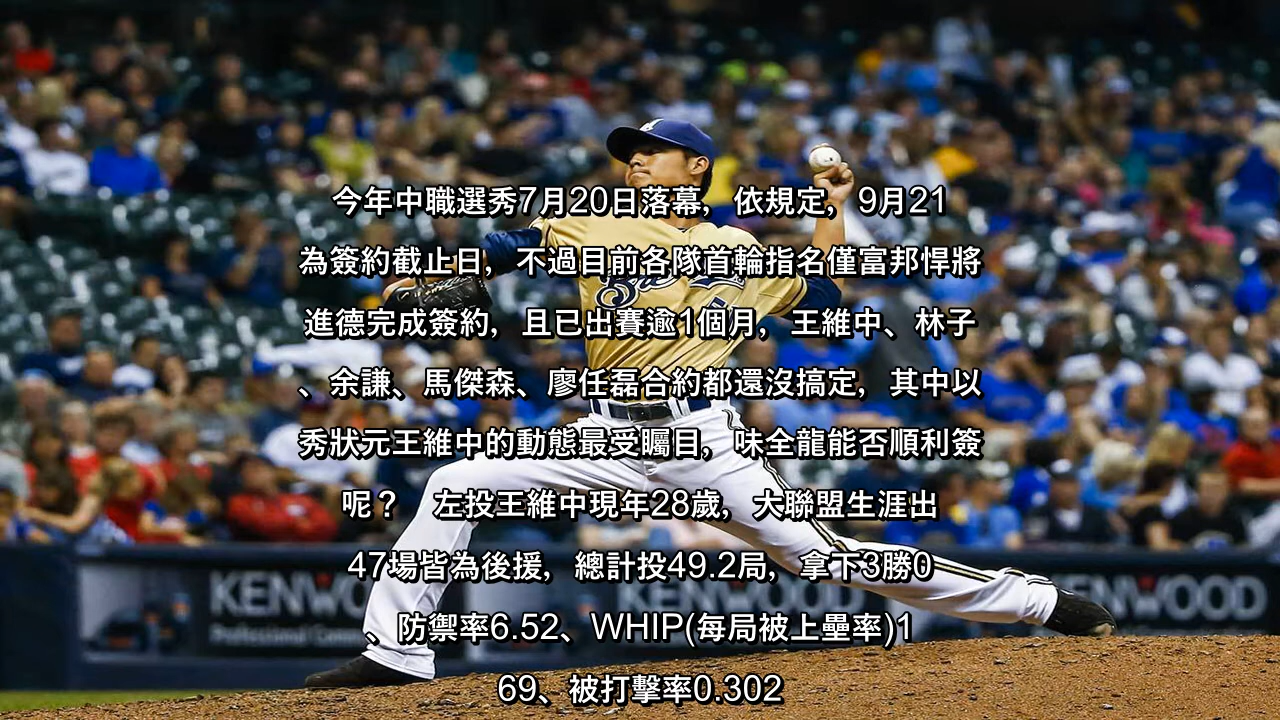 今年中職選秀7月20日落幕，依規定，9月21
為簽約截止日，不過目前各隊首輪指名僅富邦悍將
進德完成簽約，且已出賽逾1個月，王維中、林子
、余謙、馬傑森、廖任磊合約都還沒搞定，其中以
秀狀元王維中的動態最受矚目，味全龍能否順利簽
呢？ 左投王維中現年28歲，大聯盟生涯出
47場皆為後援，總計投49.2局，拿下3勝0
、防禦率6.52、WHIP(每局被上壘率)1
69、被打擊率0.302
KENWOOD
Professional
KENWOOD
KENWOOD